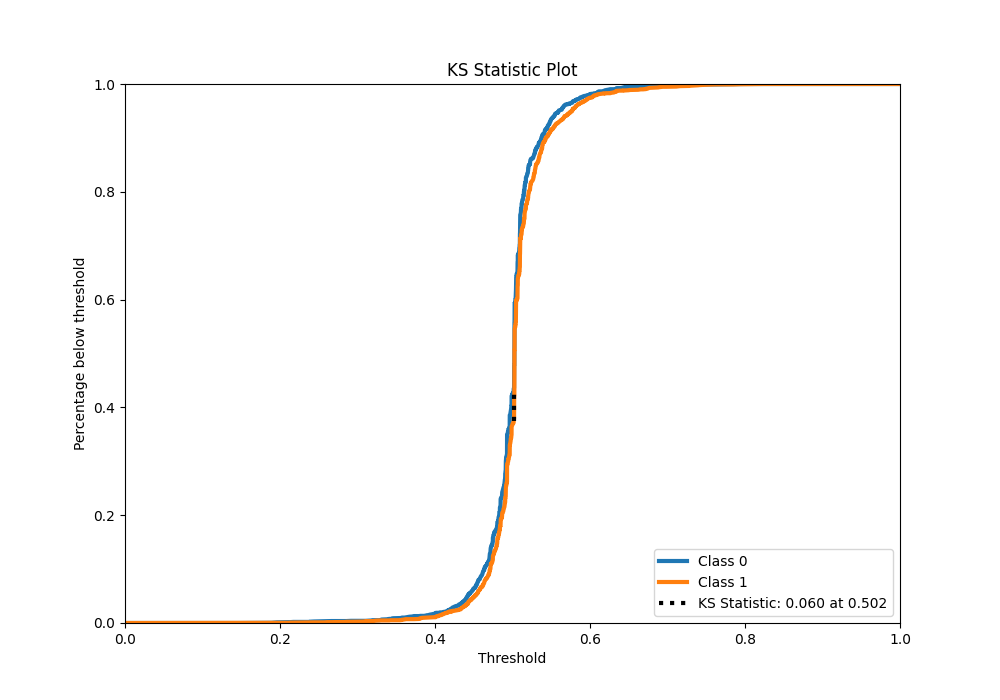 KS Statistic Plot
1.0
0.8
0.6
0.4
0.2
0.0
Percentage below threshold
0.0 0.2 0.4 0.6 0.8 1.0
Threshold
Class 0
Class 1
KS Statistic: 0.060 at 0.502